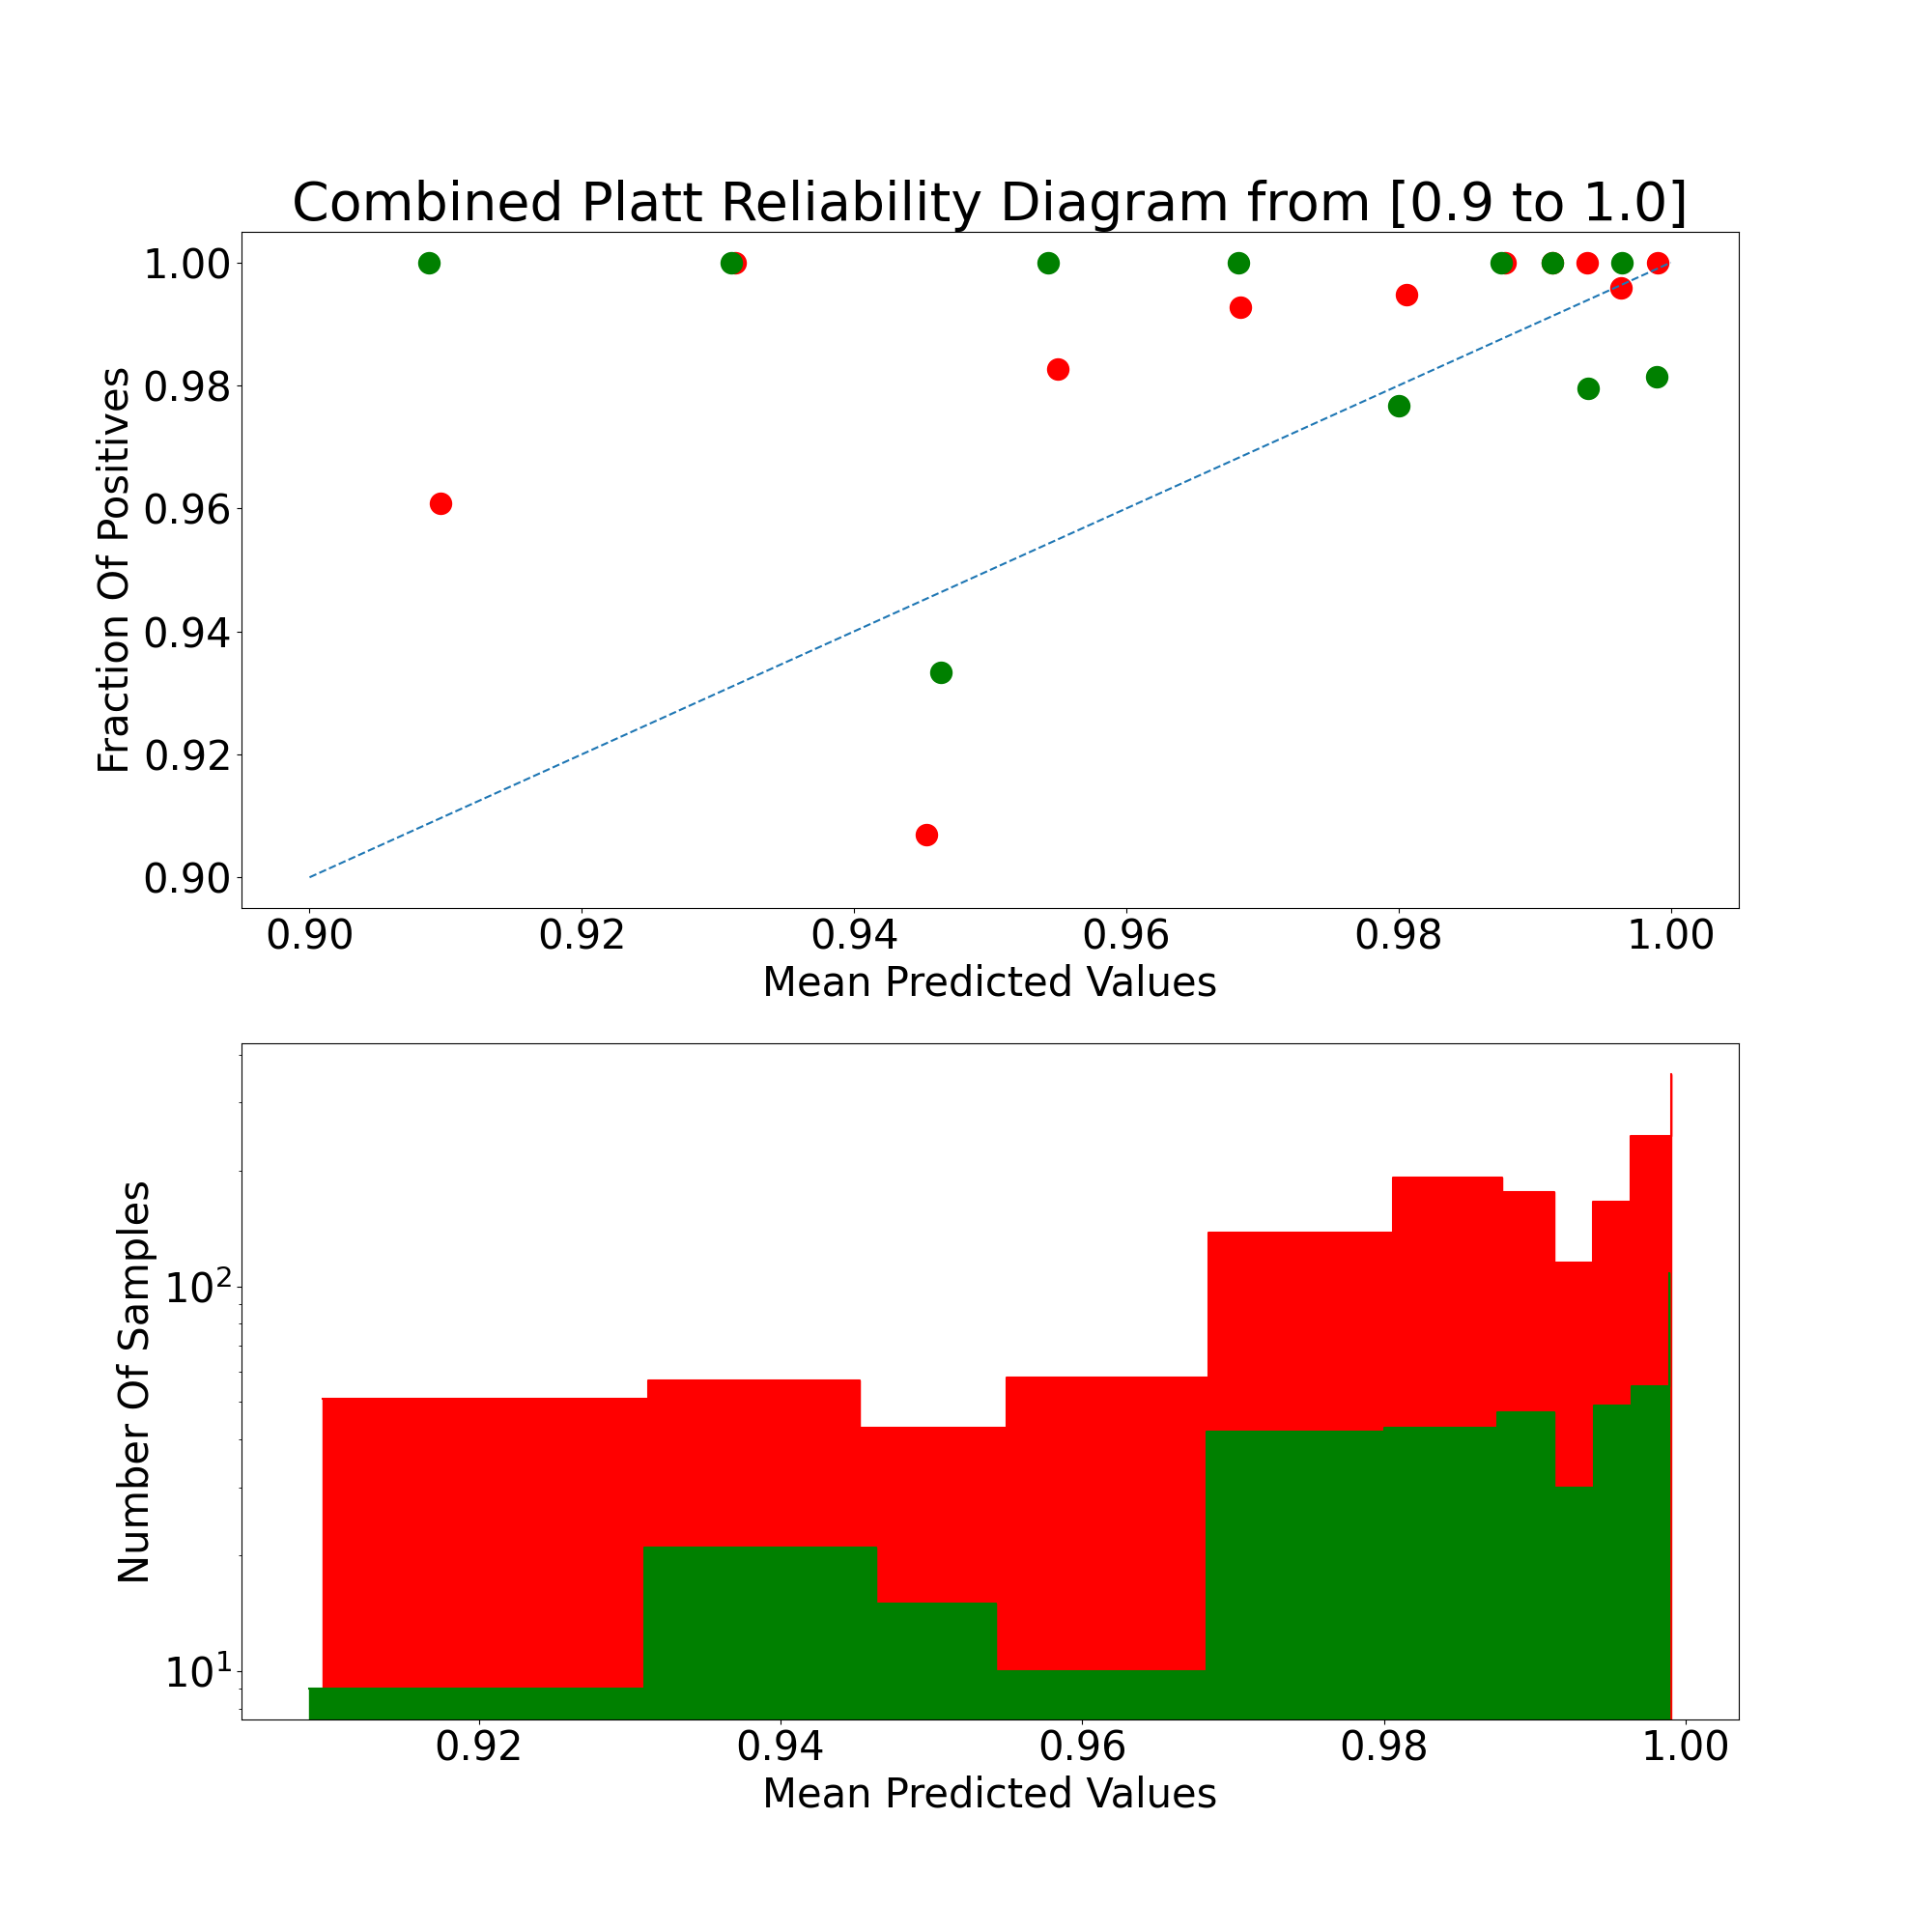 Combined Platt Reliability Diagram from [0.9 to 1.0]
1.00
0.98
0.96
0.94
0.92
0.90
Fraction Of Positives
0.90 0.92 0.94 0.96 0.98 1.00
Mean Predicted Values
10²
10¹
Number Of Samples
0.92 0.94 0.96 0.98 1.00
Mean Predicted Values